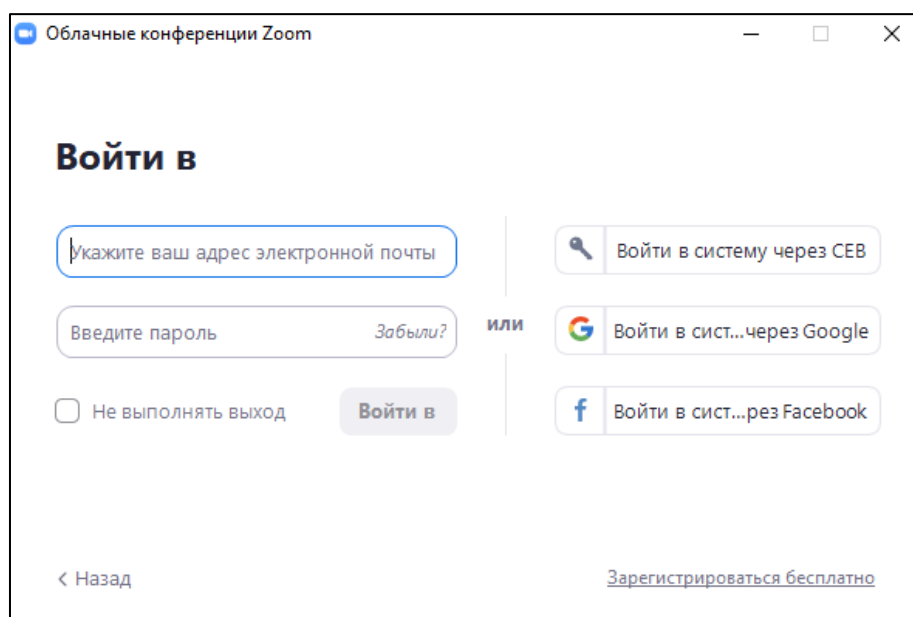 Облачные конференции Zoom
Войти в
Укажите ваш адрес электронной почты
Введите пароль Забыли?
Не выполнять выход Войти в
или
Войти в систему через СЕВ
Войти в сист...через Google
Войти в сист...рез Facebook
< Назад
Зарегистрироваться бесплатно